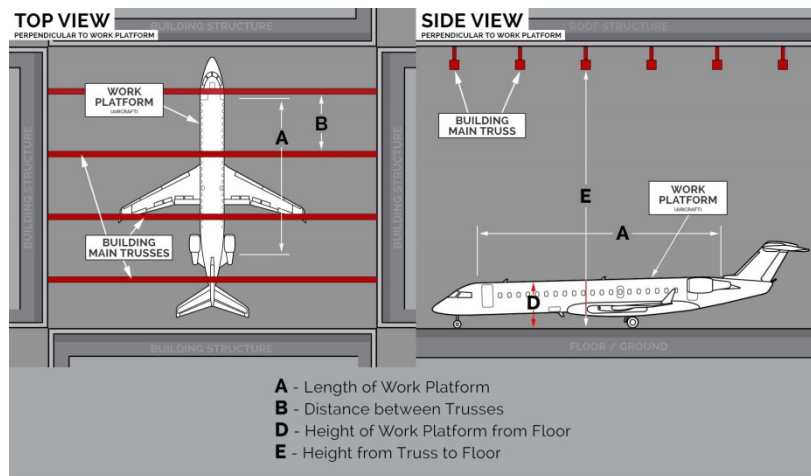 TOP VIEW
PERPENDICULAR TO WORK PLATFORM
BUILDING STRUCTURE
BUILDING STRUCTURE
BUILDING STRUCTURE
BUILDING STRUCTURE
WORK
PLATFORM
(AIRCRAFT)
A
B
BUILDING
MAIN TRUSSES
SIDE VIEW
PERPENDICULAR TO WORK PLATFORM
ROOF STRUCTURE
BUILDING
MAIN TRUSS
E
WORK
PLATFORM
(AIRCRAFT)
A
D
FLOOR / GROUND
A - Length of Work Platform
B - Distance between Trusses
D - Height of Work Platform from Floor
E - Height from Truss to Floor